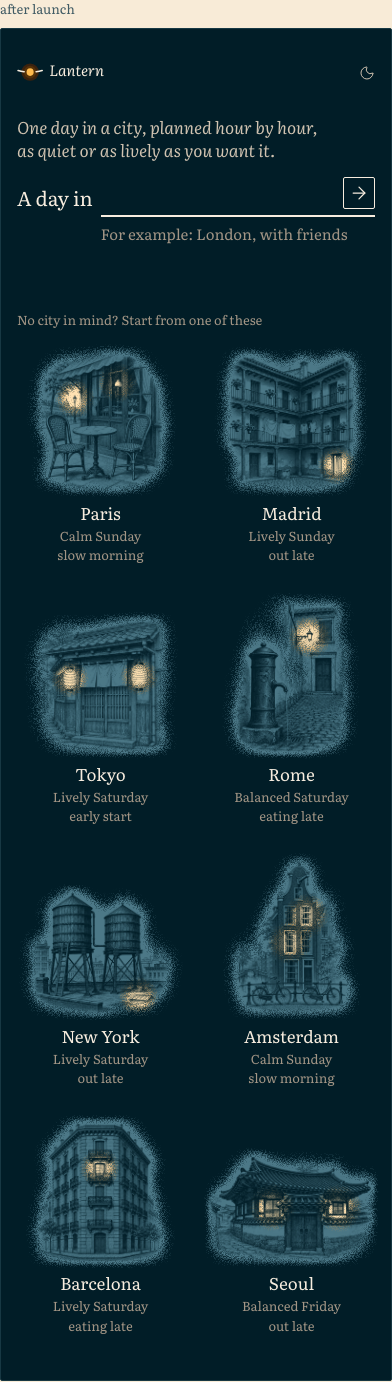 after launch
Lantern
One day in a city, planned hour by hour,
as quiet or as lively as you want it.
A day in
For example: London, with friends
No city in mind? Start from one of these
Paris
Calm Sunday
slow morning
Madrid
Lively Sunday
out late
Tokyo
Lively Saturday
early start
Rome
Balanced Saturday
eating late
New York
Lively Saturday
out late
Amsterdam
Calm Sunday
slow morning
Barcelona
Lively Saturday
eating late
Seoul
Balanced Friday
out late